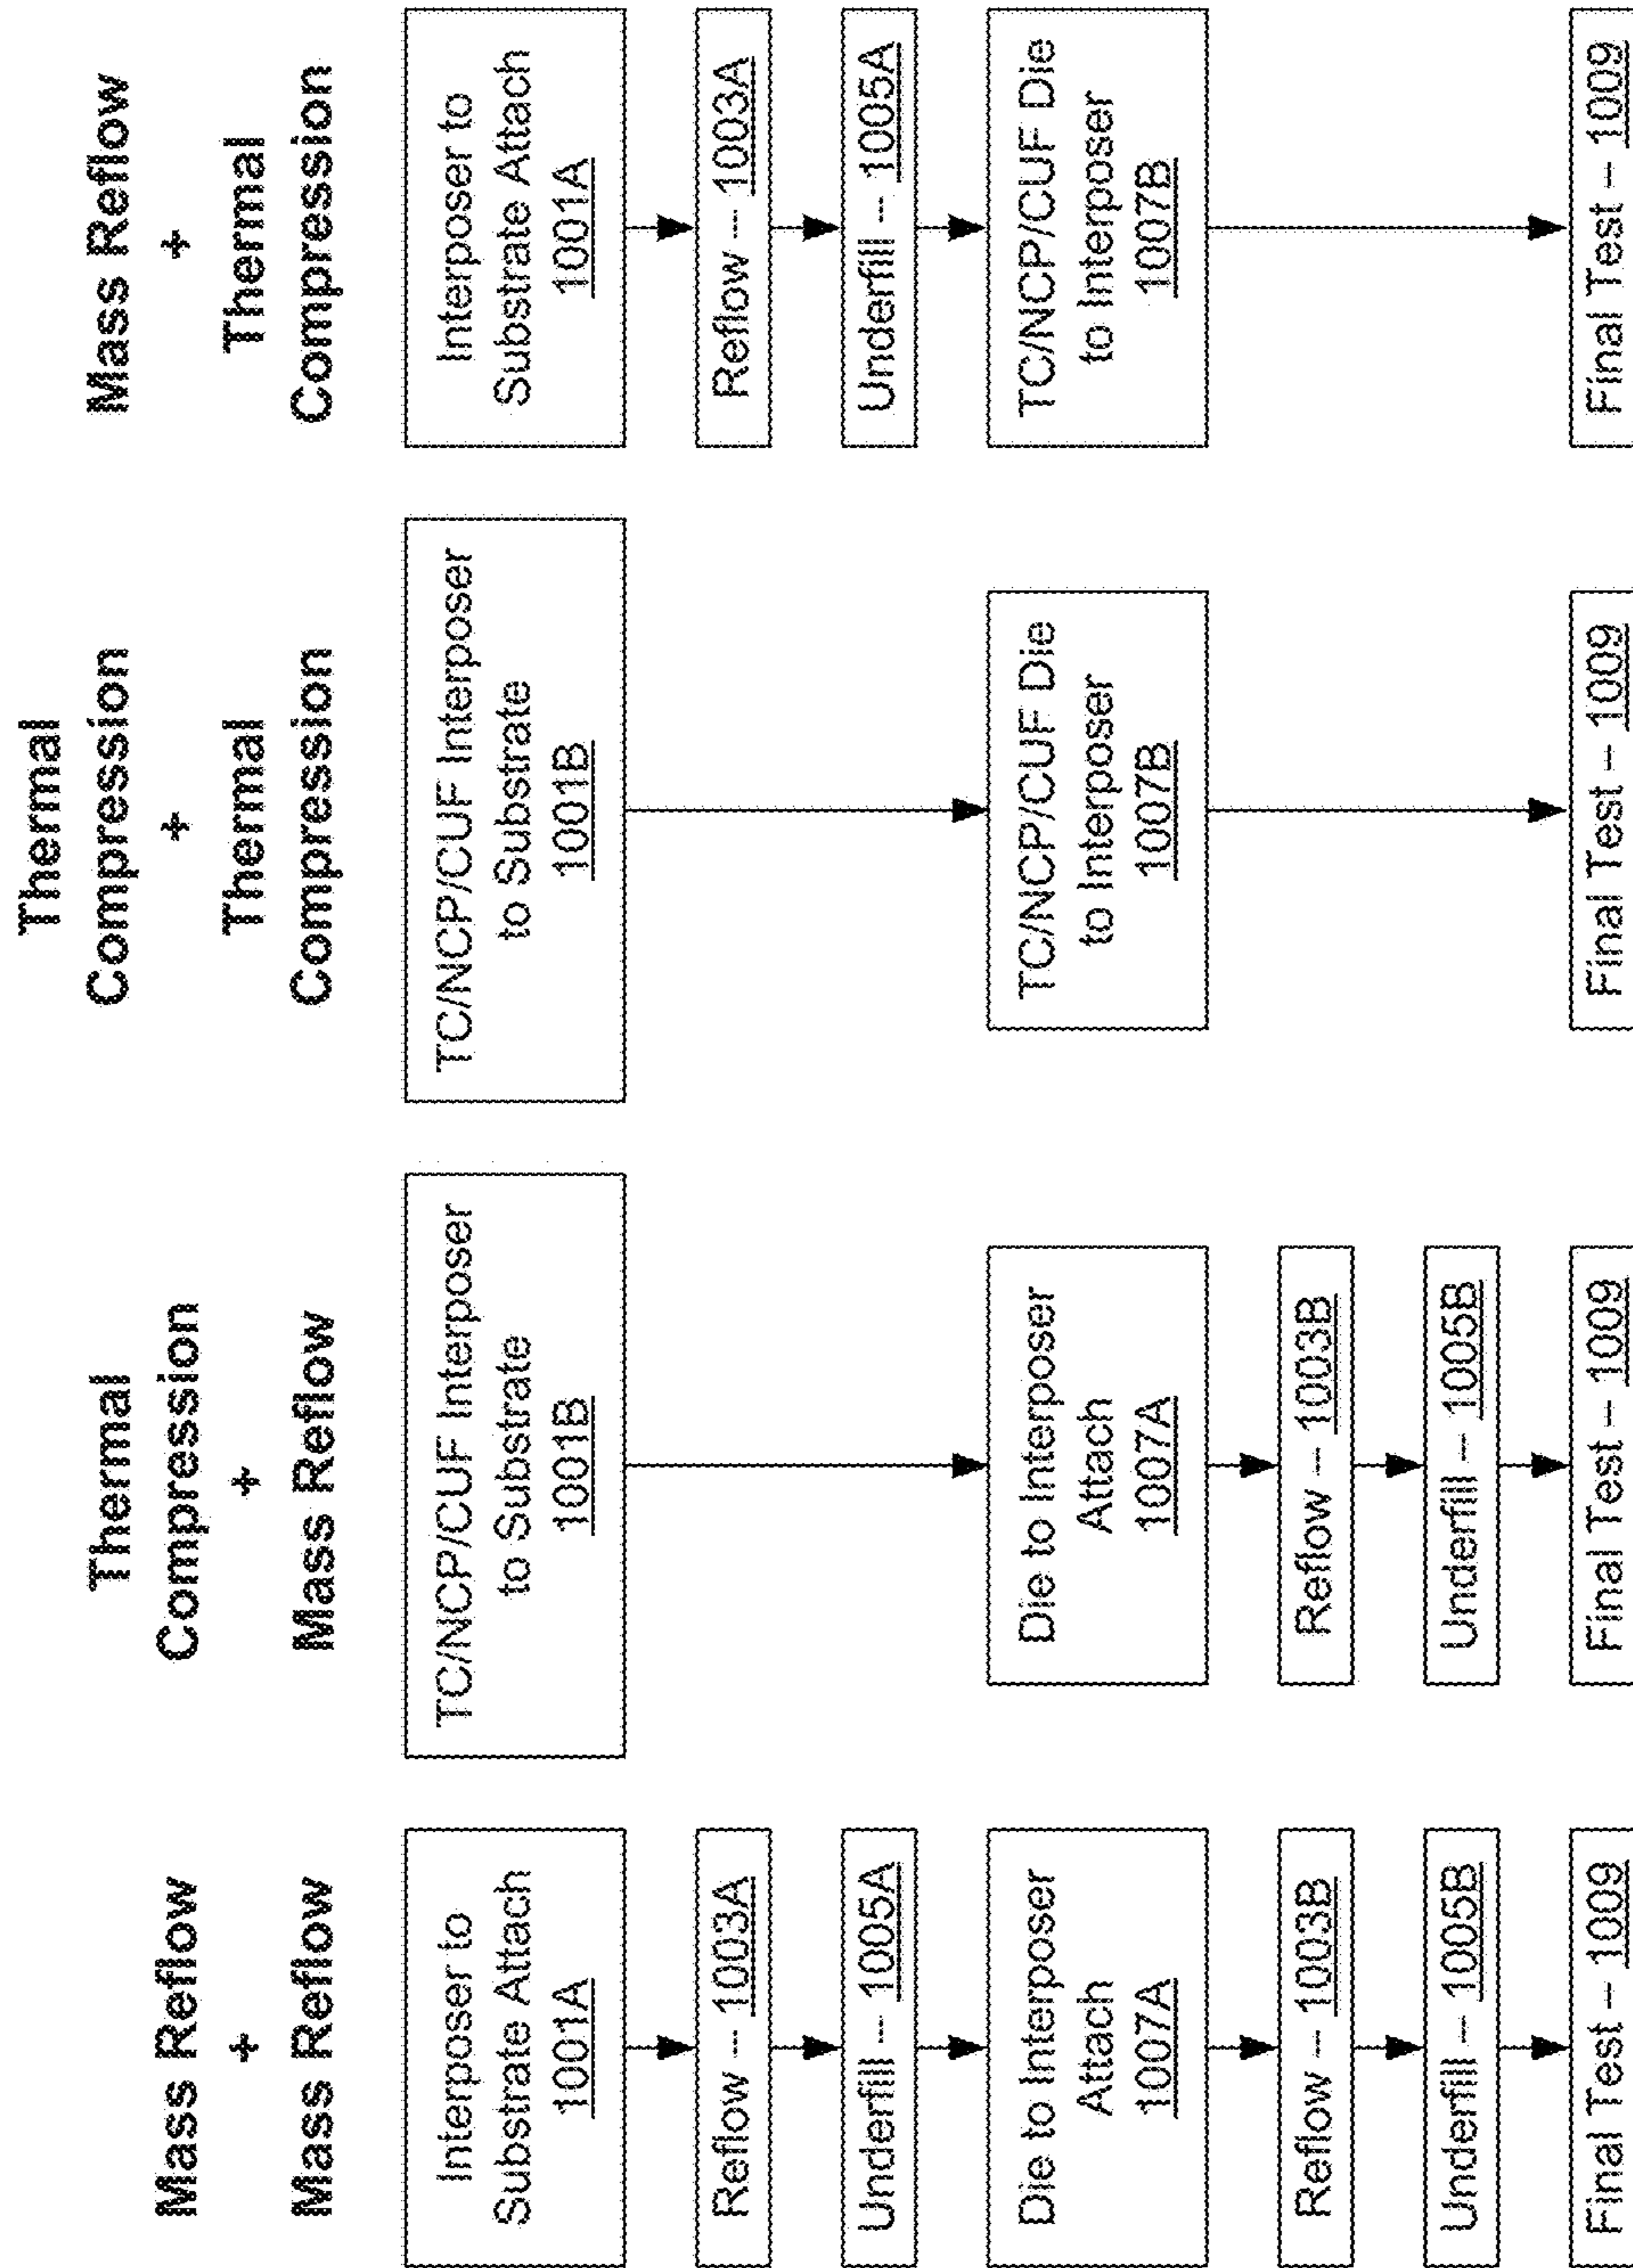 Mass Reflow
+
Mass Reflow
Interposer to
Substrate Attach
1001A
Reflow -- 1003A
Underfill -- 1005A
Die to Interposer
Attach
1007A
Reflow -- 1003B
Underfill -- 1005B
Final Test -- 1009
Thermal
Compression
+
Mass Reflow
TC/NCP/CUF Interposer
to Substrate
1001B
Die to Interposer
Attach
1007A
Reflow -- 1003B
Underfill -- 1005B
Final Test -- 1009
Thermal
Compression
+
Thermal
Compression
TC/NCP/CUF Interposer
to Substrate
1001B
TC/NCP/CUF Die
to Interposer
1007B
Final Test -- 1009
Mass Reflow
+
Thermal
Compression
Interposer to
Substrate Attach
1001A
Reflow -- 1003A
Underfill -- 1005A
TC/NCP/CUF Die
to Interposer
1007B
Final Test -- 1009